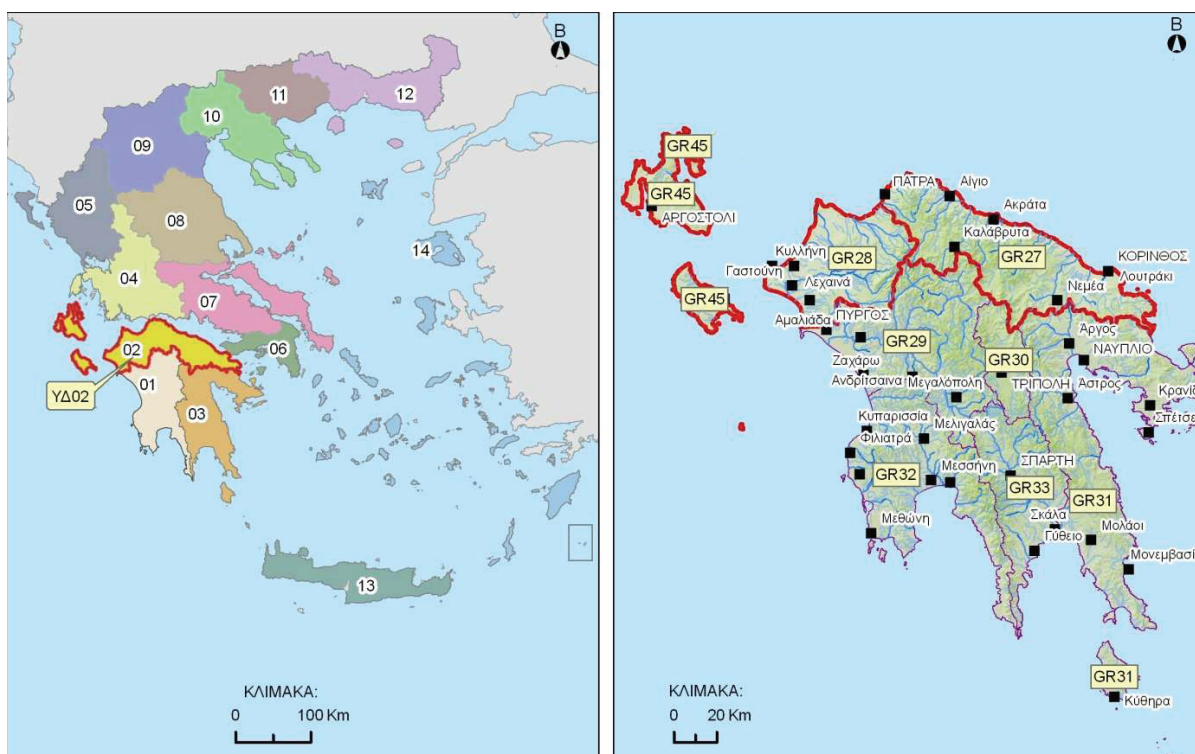 Β
11
12
10
09
05
08
14
04
07
02
06
ΥΔ02
01
03
13
ΚΛΙΜΑΚΑ:
0 100 Km
Β
GR45
GR45
ΑΡΓΟΣΤΟΛΙ
ΠΑΤΡΑ
Αίγιο
Ακράτα
Καλάβρυτα
Κυλλήνη
GR28
GR27
ΚΟΡΙΝΘΟΣ
Λουτράκι
Γαστούνη
Λεχαινά
Νεμέα
GR45
Αμαλιάδα
ΠΥΡΓΟΣ
Άργος
ΝΑΥΠΛΙΟ
Ζαχάρω
GR29
GR30
Ανδρίτσαινα
Μεγαλόπολη
ΤΡΙΠΟΛΗ
Άστρος
Κρανίδ
Σπέτσε
Κυπαρισσία
Μελιγαλάς
Φιλιατρά
Μεσσήνη
ΣΠΑΡΤΗ
GR32
GR33
GR31
Μεθώνη
Σκάλα
Γύθειο
Μολάοι
Μονεμβασί
GR31
Κύθηρα
ΚΛΙΜΑΚΑ:
0 20 Km